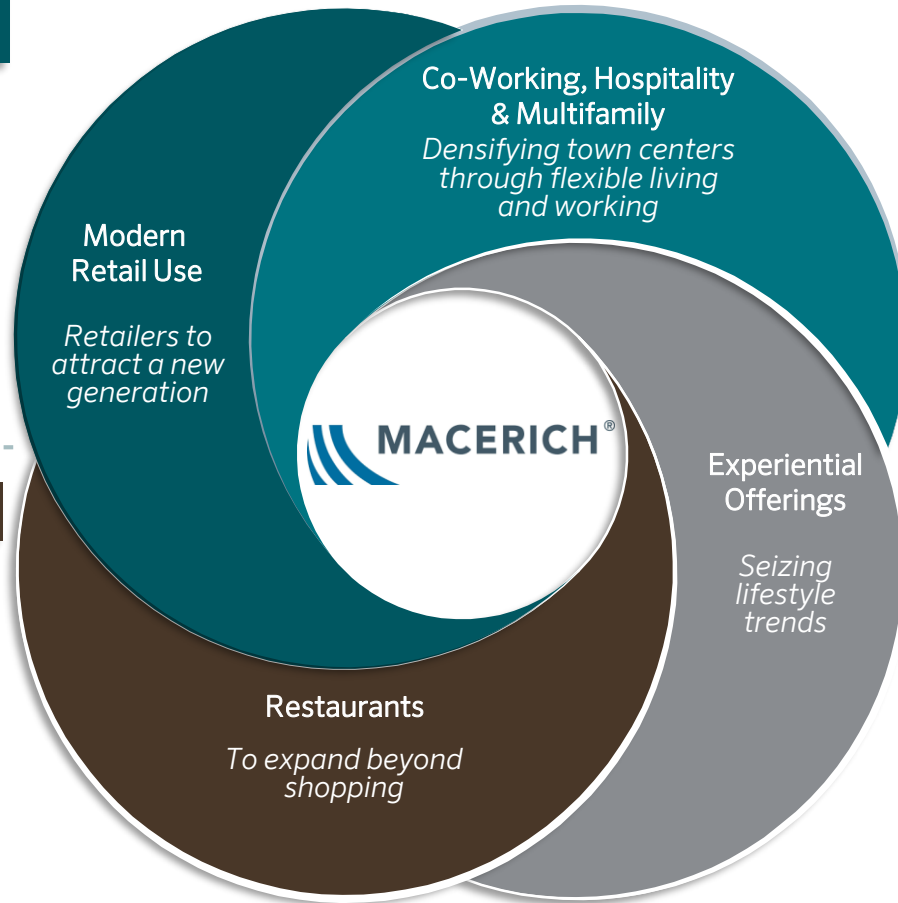 Co-Working, Hospitality
& Multifamily
Densifying town centers
through flexible living
and working
Modern
Retail Use
Retailers to
attract a new
generation
MACERICH®
Experiential
Offerings
Seizing
lifestyle
trends
Restaurants
To expand beyond
shopping